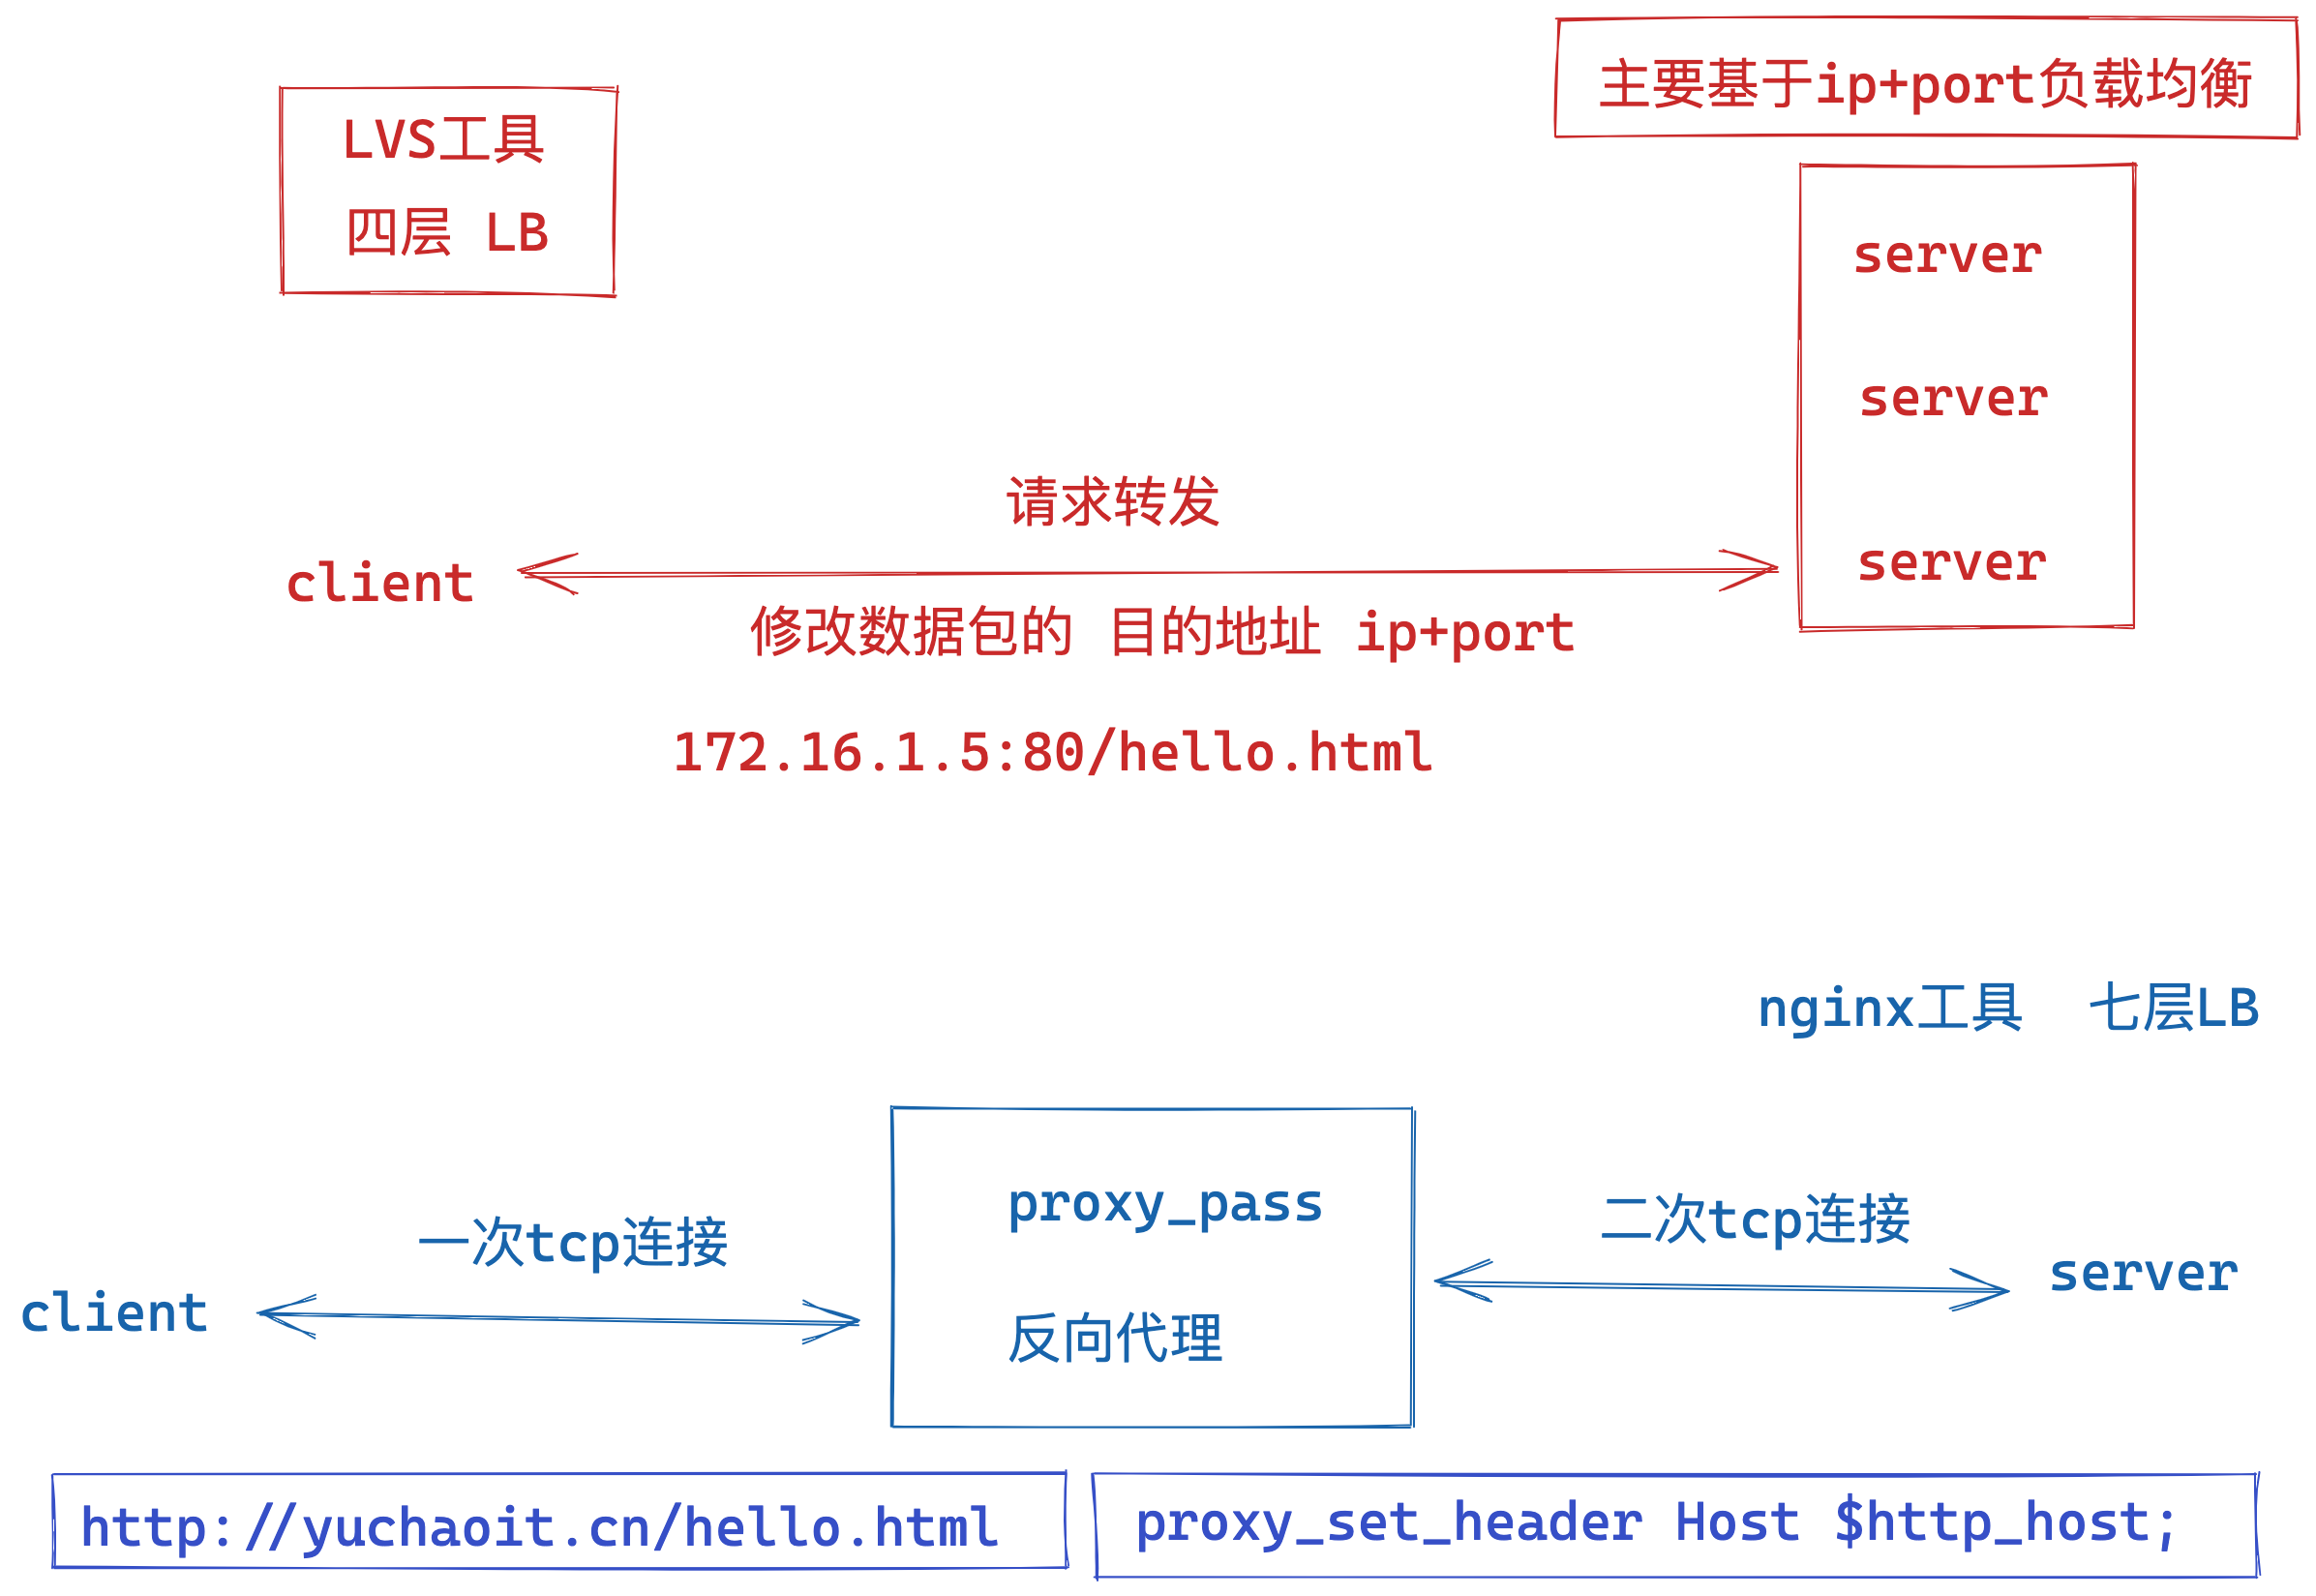 主要基于ip+port负载均衡
LVS工具
四层 LB
server
server
请求转发
client
server
修改数据包的 目的地址 ip+port
172.16.1.5:80/hello.html
nginx工具 七层LB
proxy_pass
一次tcp连接
二次tcp连接
client
server
反向代理
http://yuchaoit.cn/hello.html
proxy_set_header Host $http_host;